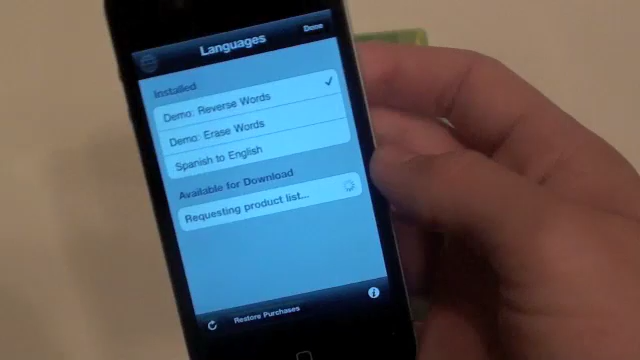 Languages
Done
Installed
Demo: Reverse Words
Demo: Erase Words
Spanish to English
Available for Download
Requesting product list...
Restore Purchases